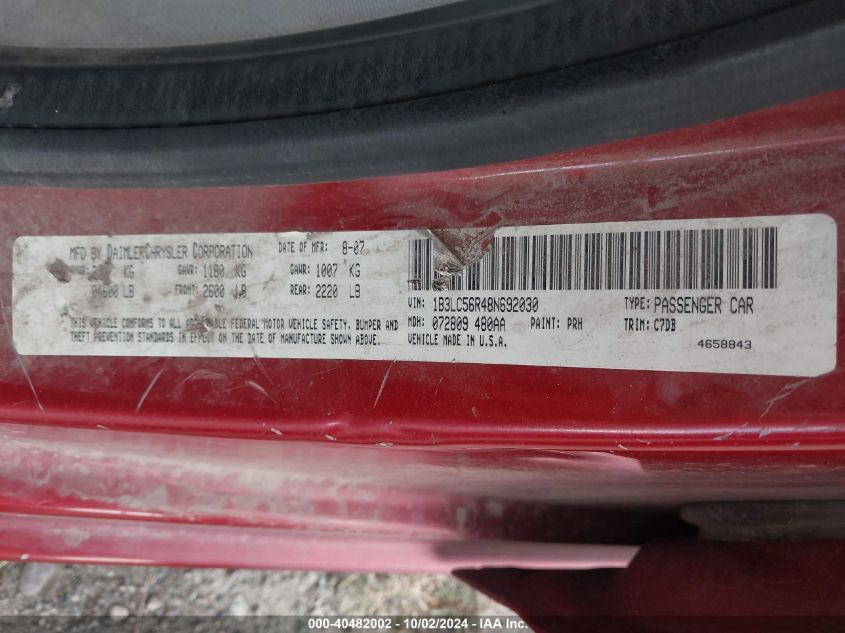 MFD BY DAIMLERCHRYSLER CORPORATION DATE OF MFR: 8-07
KG GAWR: 1180 KG GAWR: 1007 KG
LB FRONT: 2600 LB REAR: 2220 LB
THIS VEHICLE CONFORMS TO ALL FEDERAL MOTOR VEHICLE SAFETY, BUMPER AND
THEFT PREVENTION STANDARDS IN EFFECT ON THE DATE OF MANUFACTURE SHOWN ABOVE.
VIN: 1B3LC56R48N692030 TYPE: PASSENGER CAR
MDH: 072809 480AA PAINT: PRH TRIM: C7DB
VEHICLE MADE IN U.S.A. 4658843
000-40482002 - 10/02/2024 - IAA Inc.